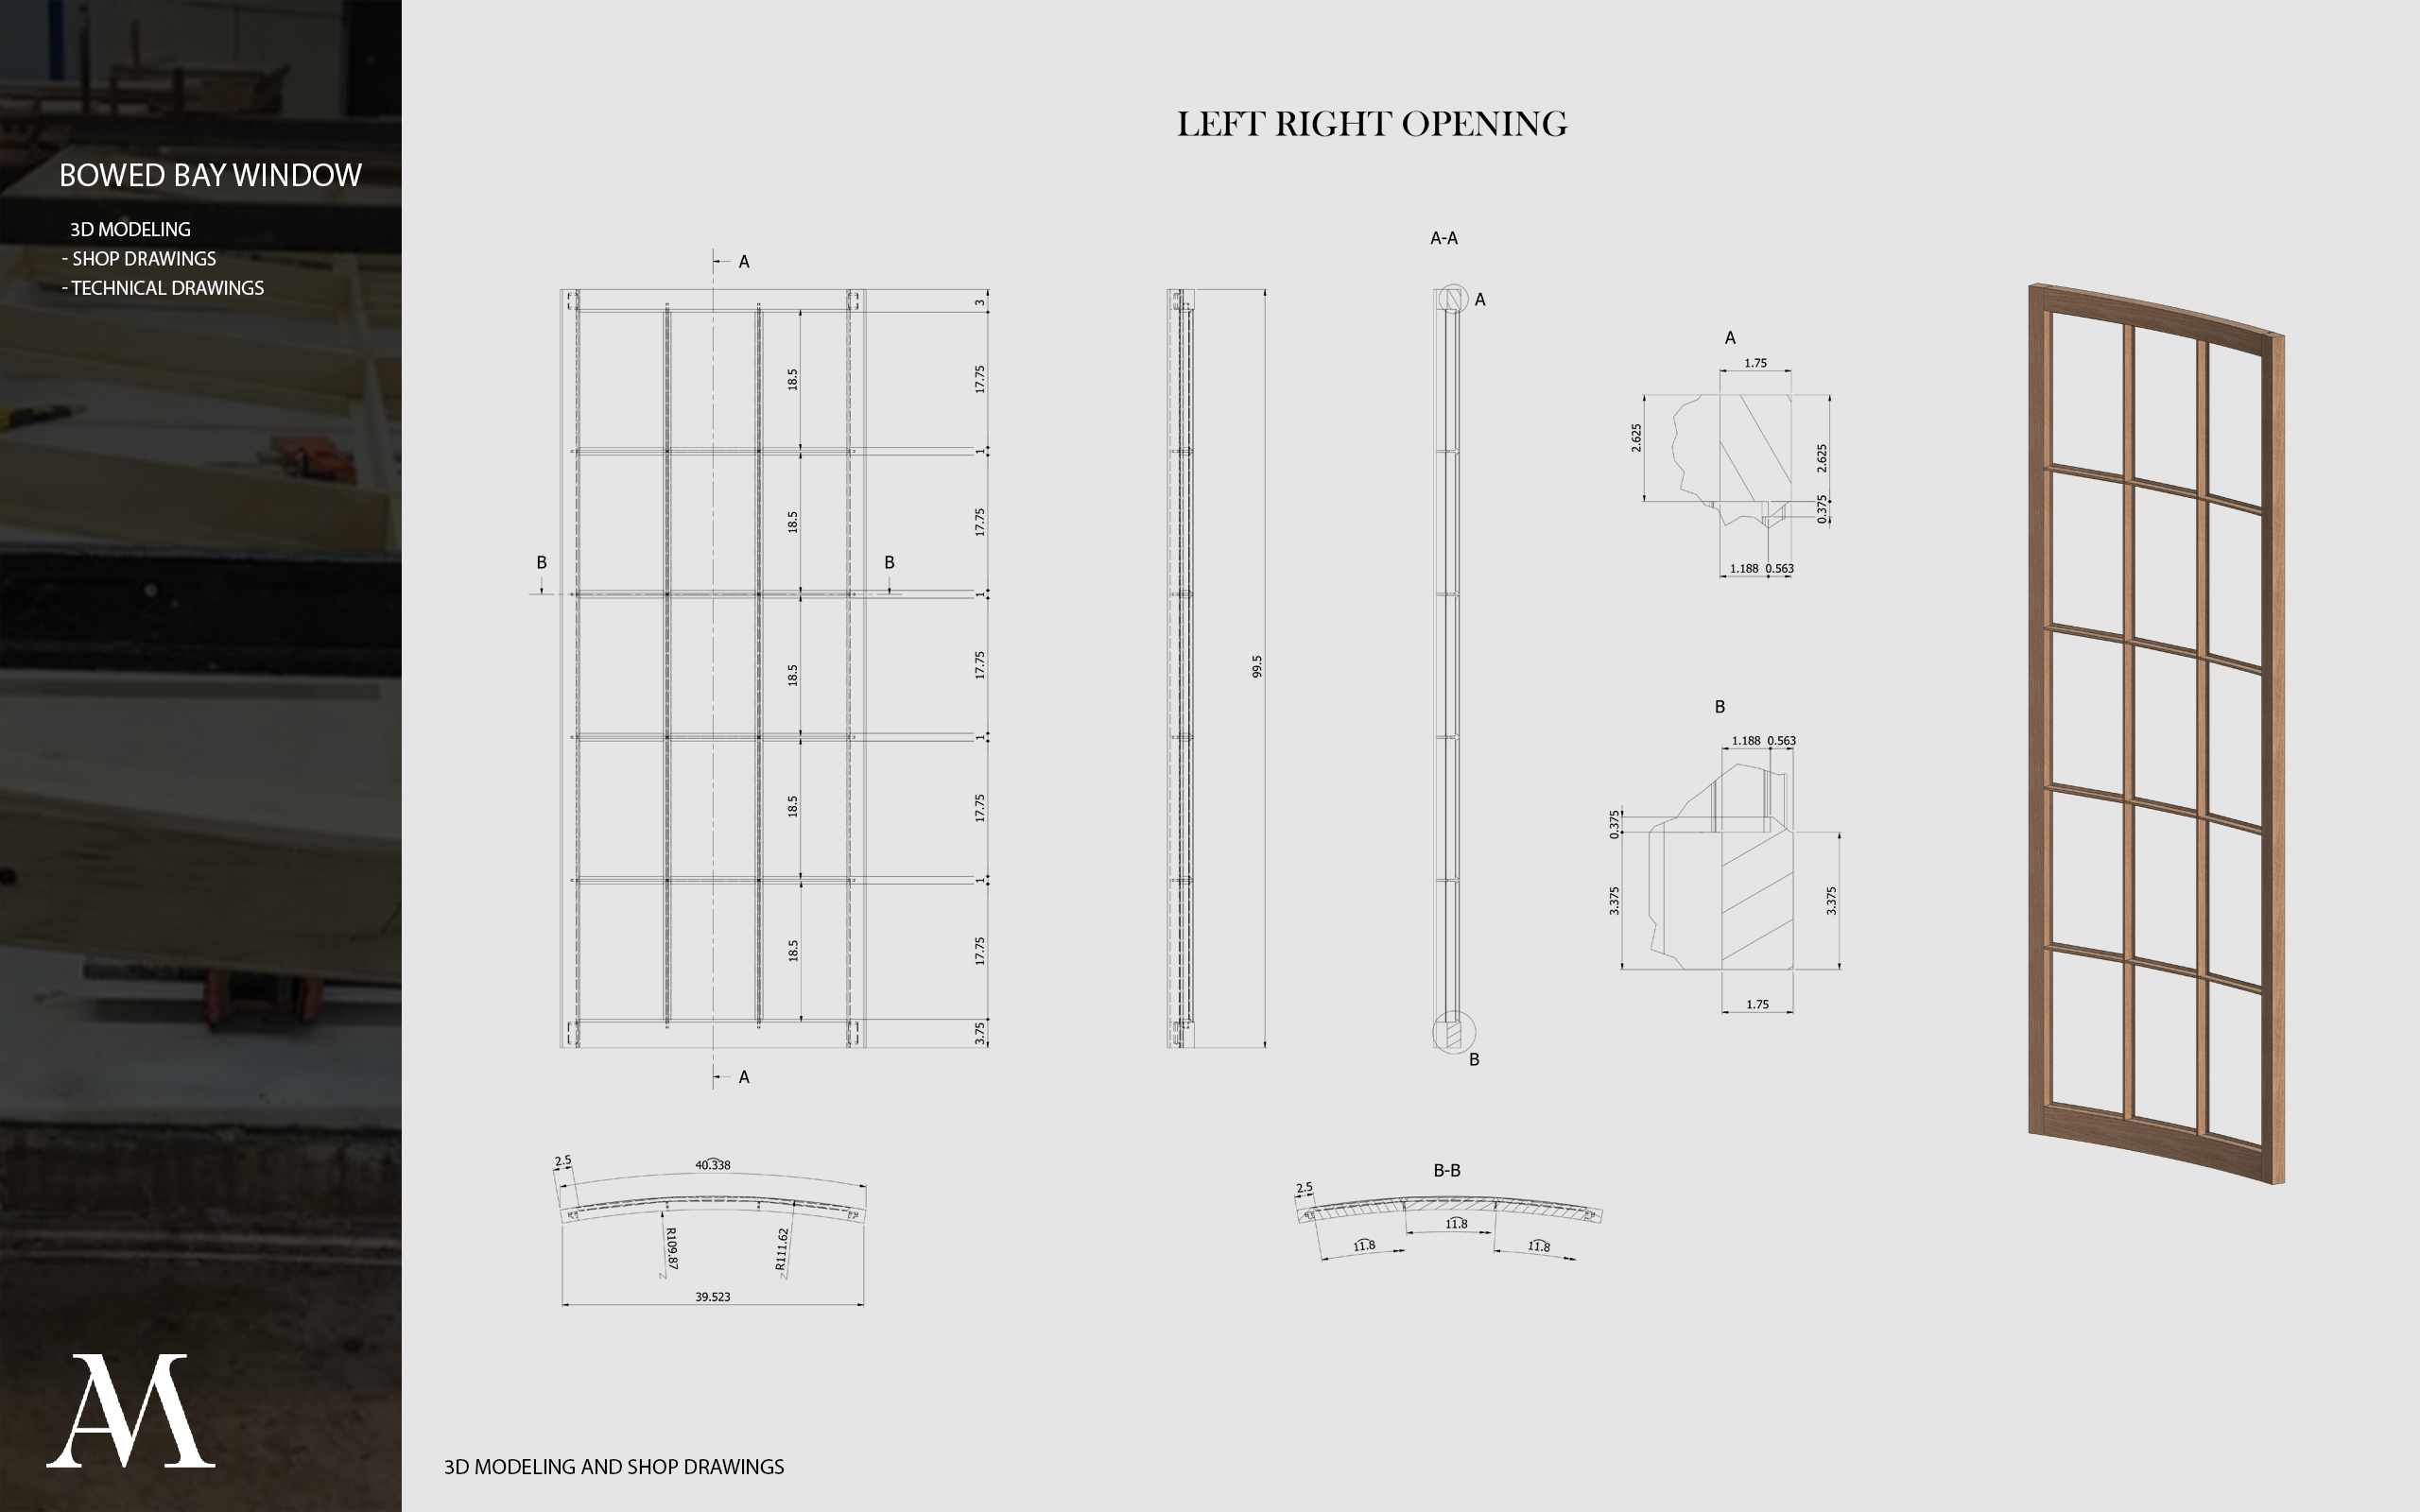 BOWED BAY WINDOW
3D MODELING
- SHOP DRAWINGS
- TECHNICAL DRAWINGS
AM
LEFT RIGHT OPENING
A
A
B
B
3
17.75
1
17.75
1
17.75
1
17.75
1
17.75
3.75
18.5
18.5
18.5
18.5
18.5
99.5
A-A
A
B
A
1.75
2.625
2.625
0.375
1.188 0.563
B
1.188 0.563
0.375
3.375
3.375
1.75
2.5
40.338
R109.87
R111.62
39.523
B-B
2.5
11.8
11.8
11.8
3D MODELING AND SHOP DRAWINGS